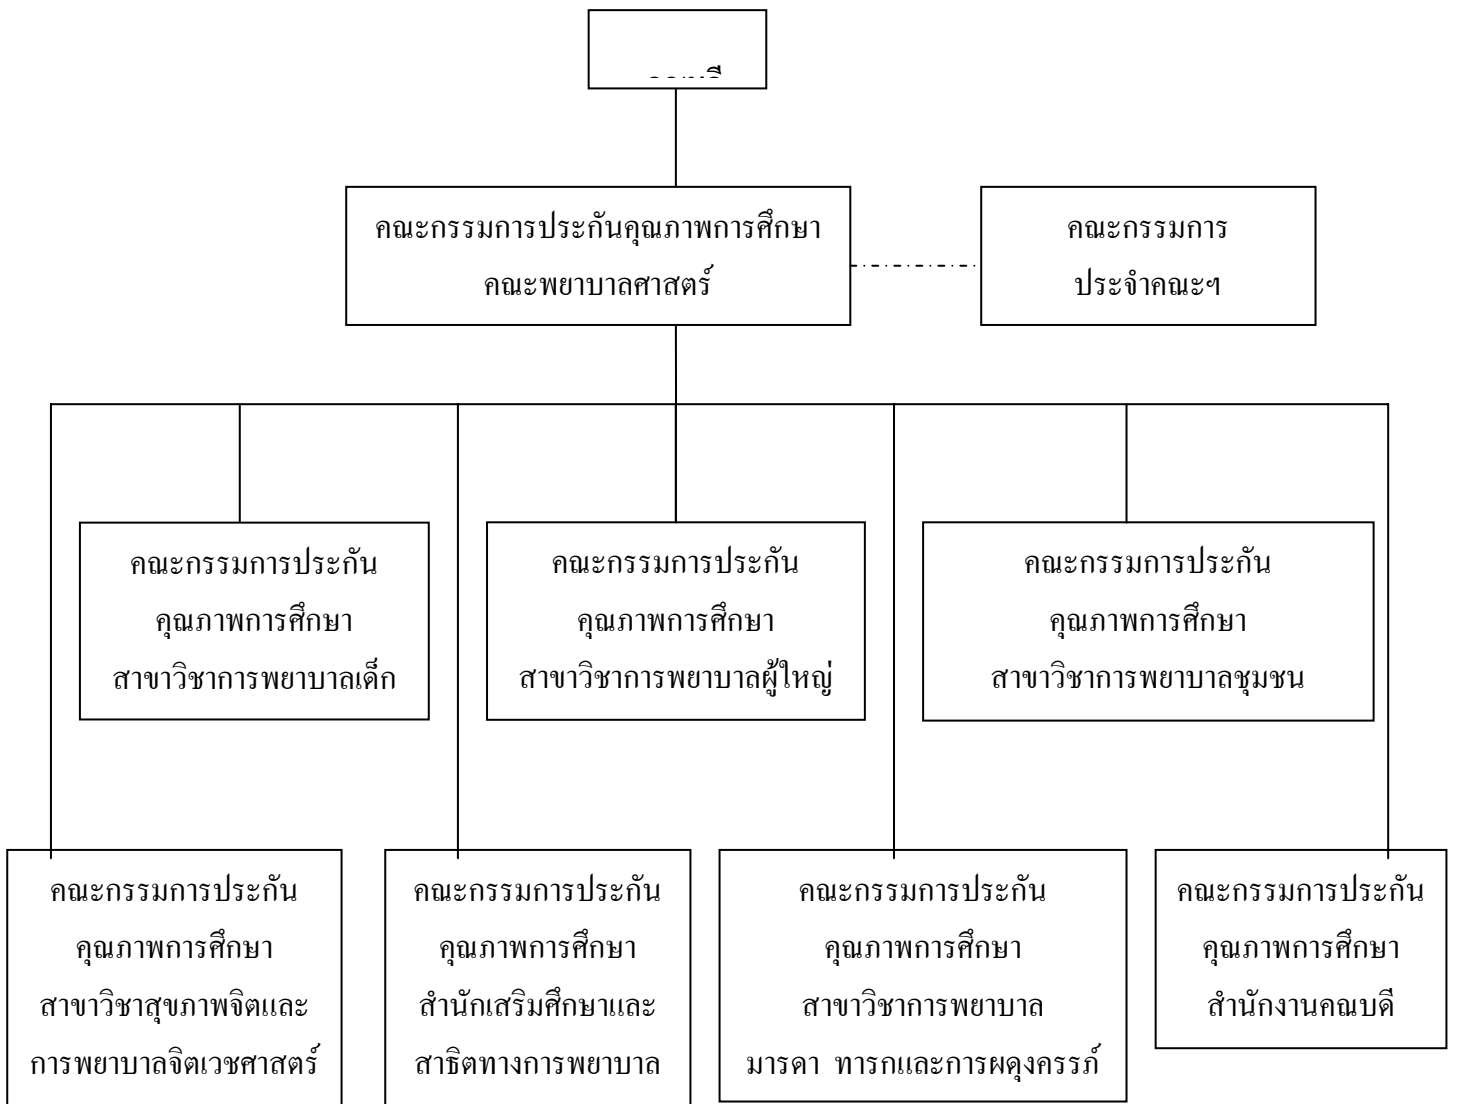 คณะกรรมการประกันคุณภาพการศึกษา
คณะพยาบาลศาสตร์
คณะกรรมการ
ประจำคณะฯ
คณะกรรมการประกัน
คุณภาพการศึกษา
สาขาวิชาการพยาบาลเด็ก
คณะกรรมการประกัน
คุณภาพการศึกษา
สาขาวิชาการพยาบาลผู้ใหญ่
คณะกรรมการประกัน
คุณภาพการศึกษา
สาขาวิชาการพยาบาลชุมชน
คณะกรรมการประกัน
คุณภาพการศึกษา
สาขาวิชาสุขภาพจิตและ
การพยาบาลจิตเวชศาสตร์
คณะกรรมการประกัน
คุณภาพการศึกษา
สำนักเสริมศึกษาและ
สาธิตทางการพยาบาล
คณะกรรมการประกัน
คุณภาพการศึกษา
สาขาวิชาการพยาบาล
มารดา ทารกและการผดุงครรภ์
คณะกรรมการประกัน
คุณภาพการศึกษา
สำนักงานคณบดี